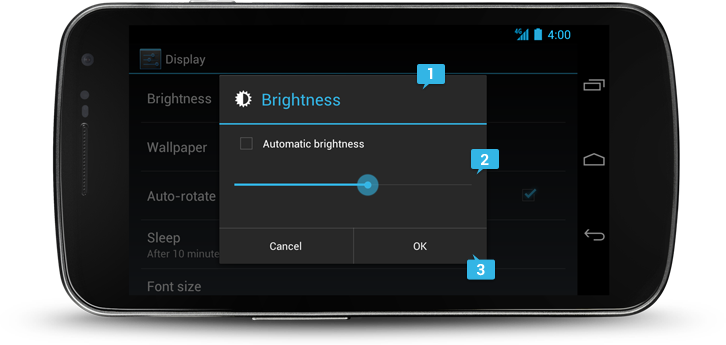 4G 4:00
Display
1
Brightness
Brightness
Automatic brightness
2
Wallpaper
Auto-rotate
Sleep
After 10 minute
Cancel OK
3
Font size